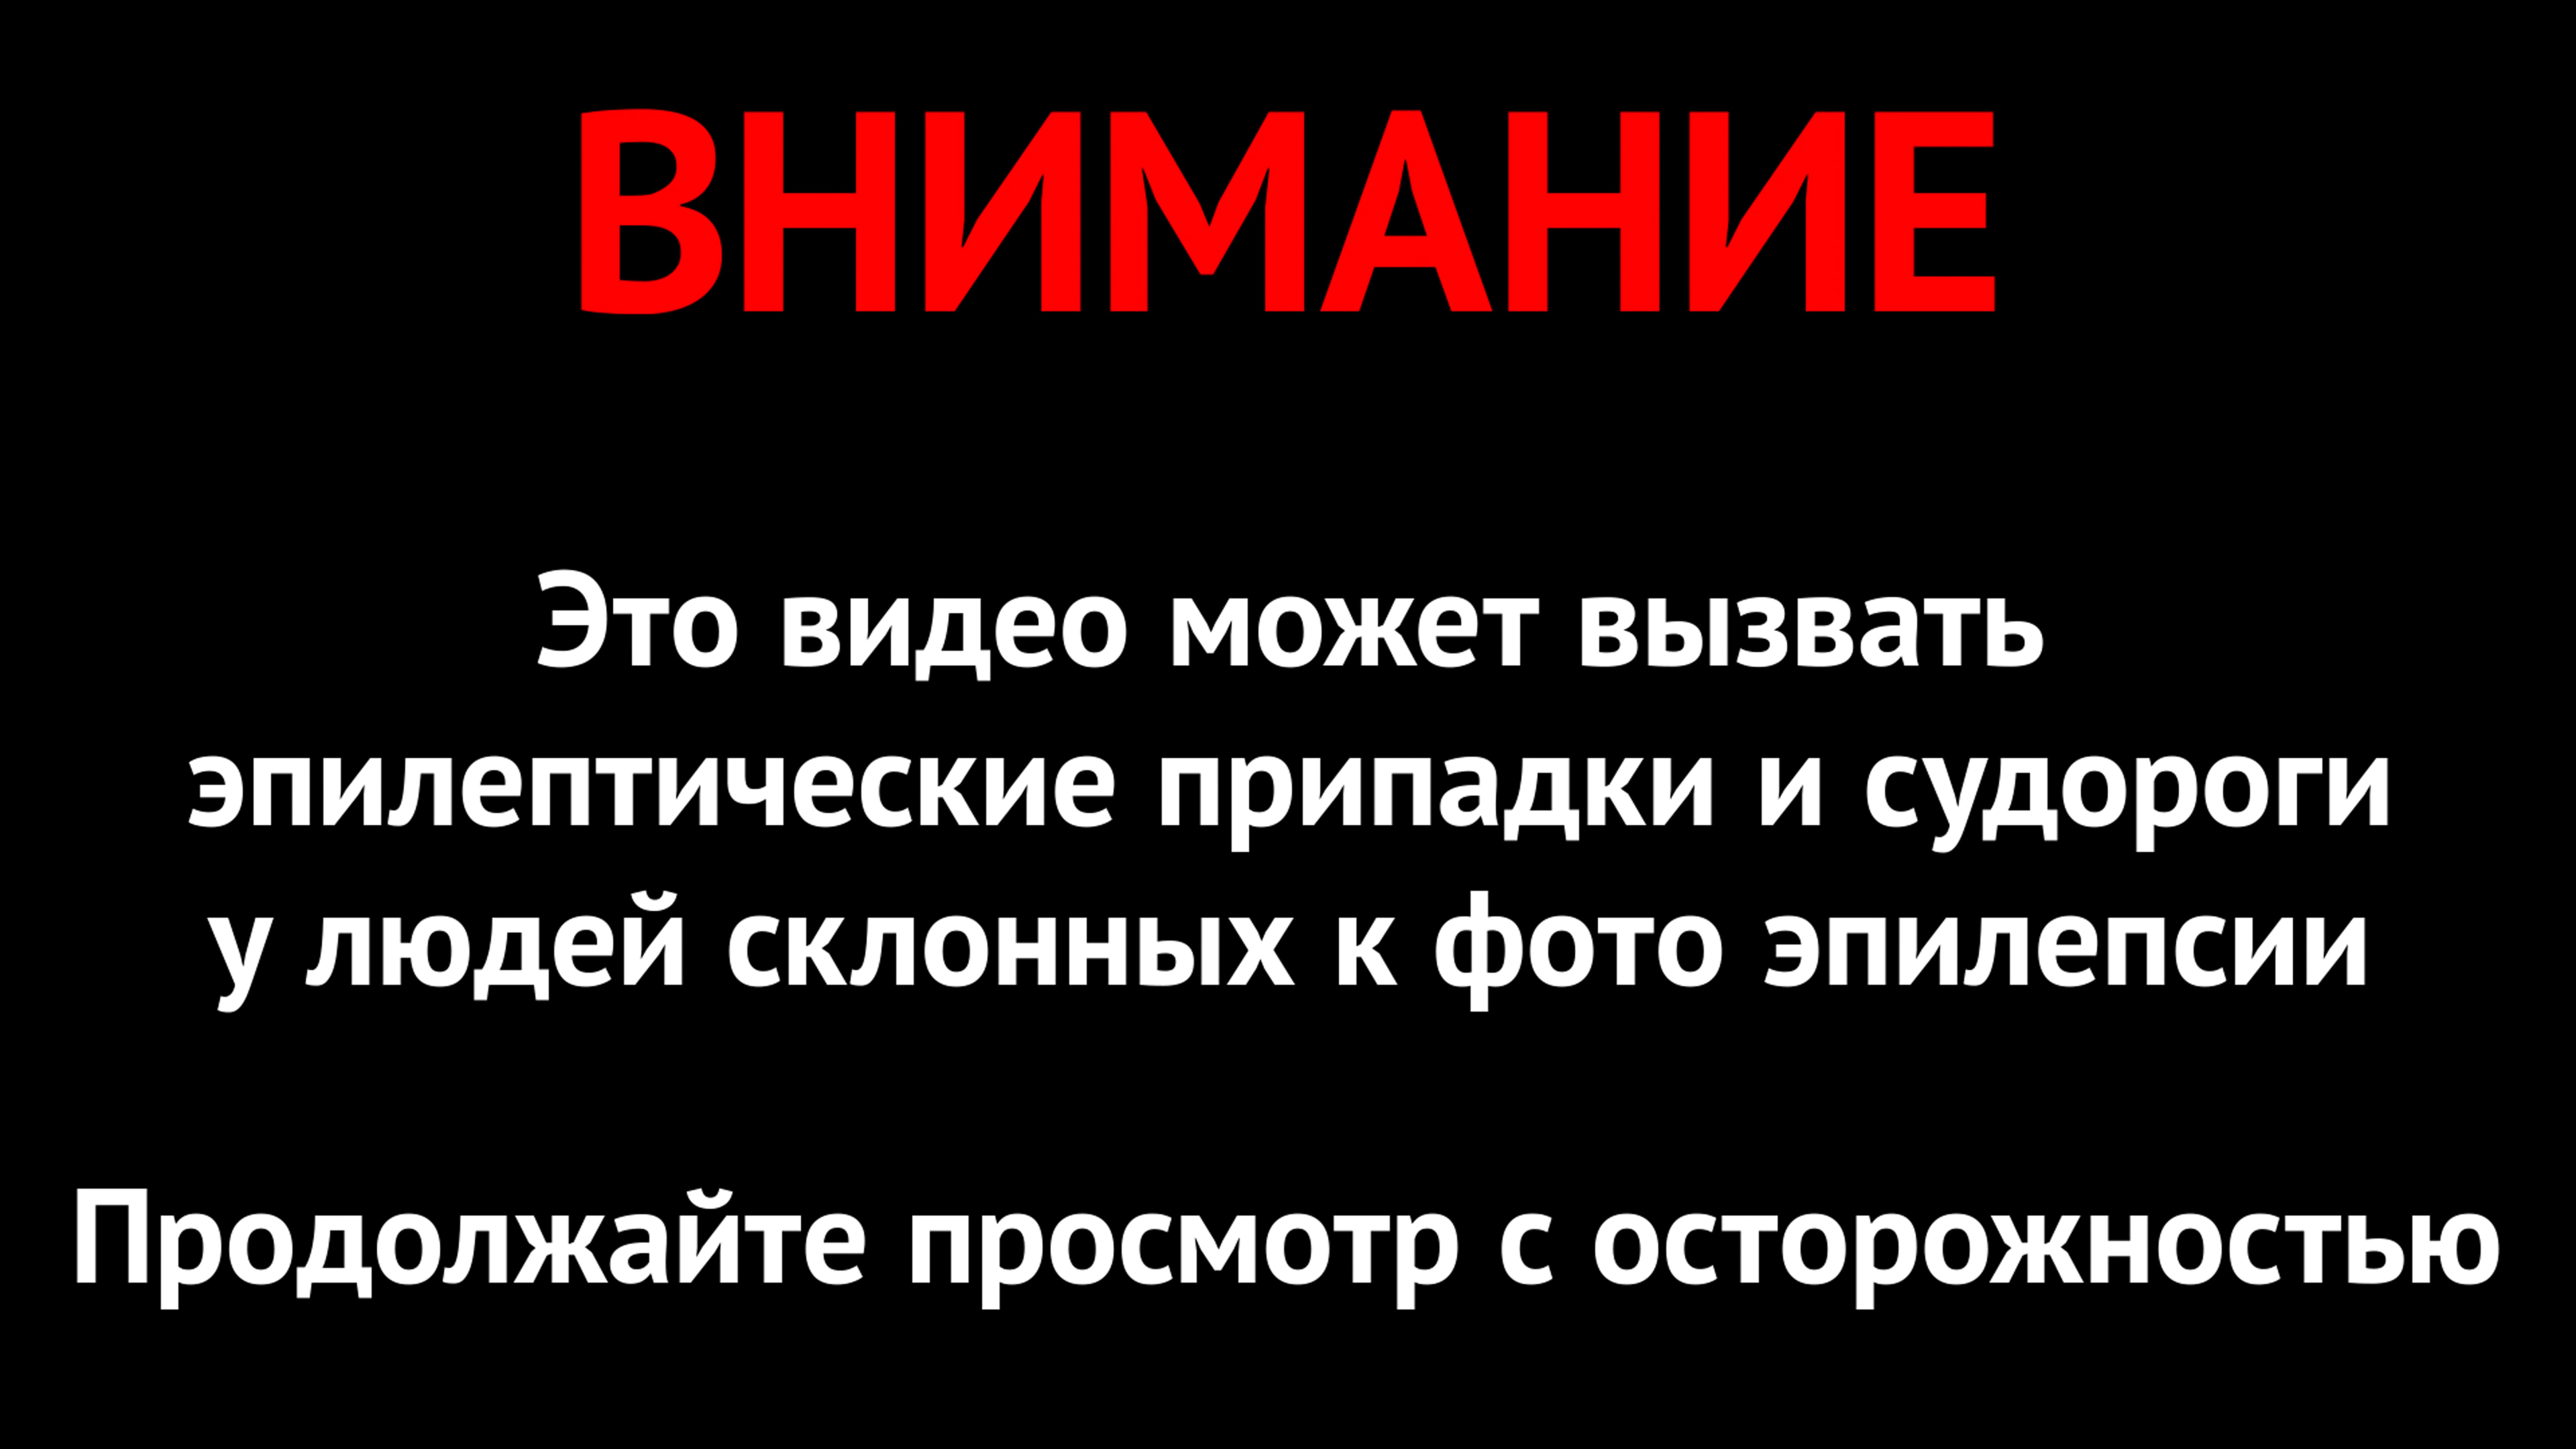 ВНИМАНИЕ
Это видео может вызвать
эпилептические припадки и судороги
у людей склонных к фото эпилепсии
Продолжайте просмотр с осторожностью